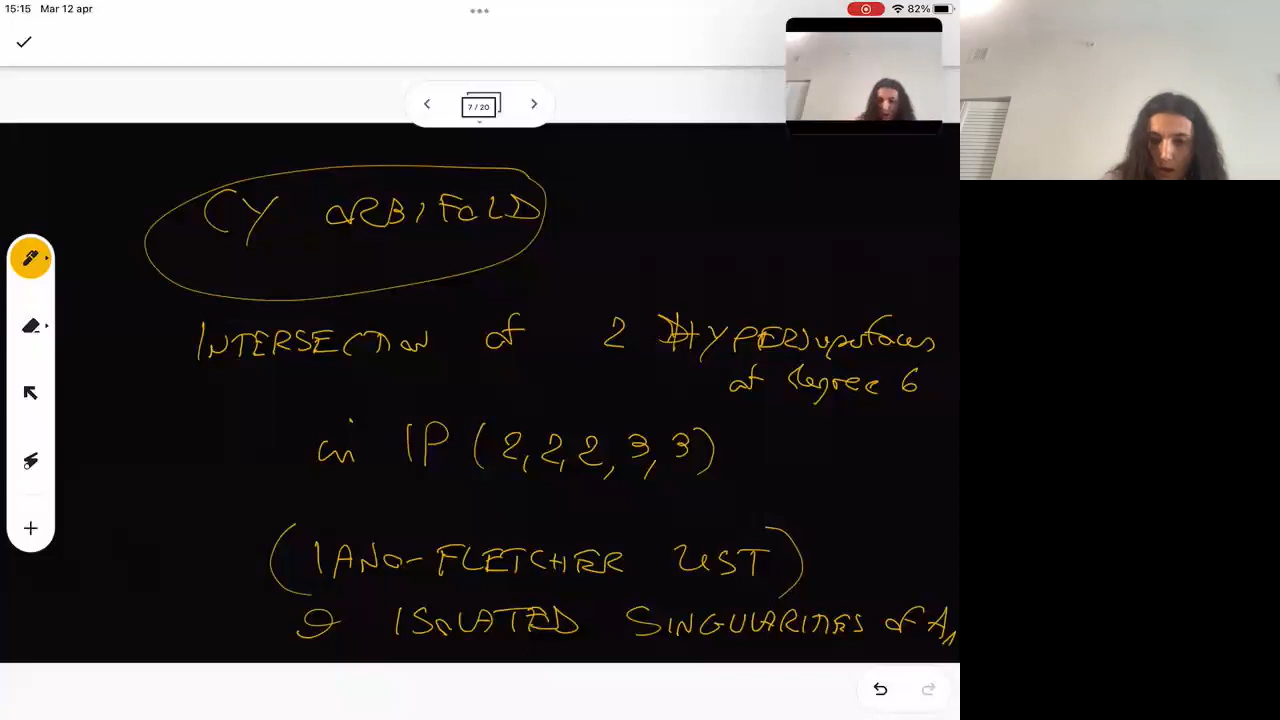 15:15 Mar 12 apr
82%
7 / 20
CY ORBIFOLD
INTERSECTION of 2 HYPERsurfaces
of degree 6
in IP (2,2,2,3,3)
(IANO-FLETCHER LIST)
9 ISOLATED SINGULARITIES of A1